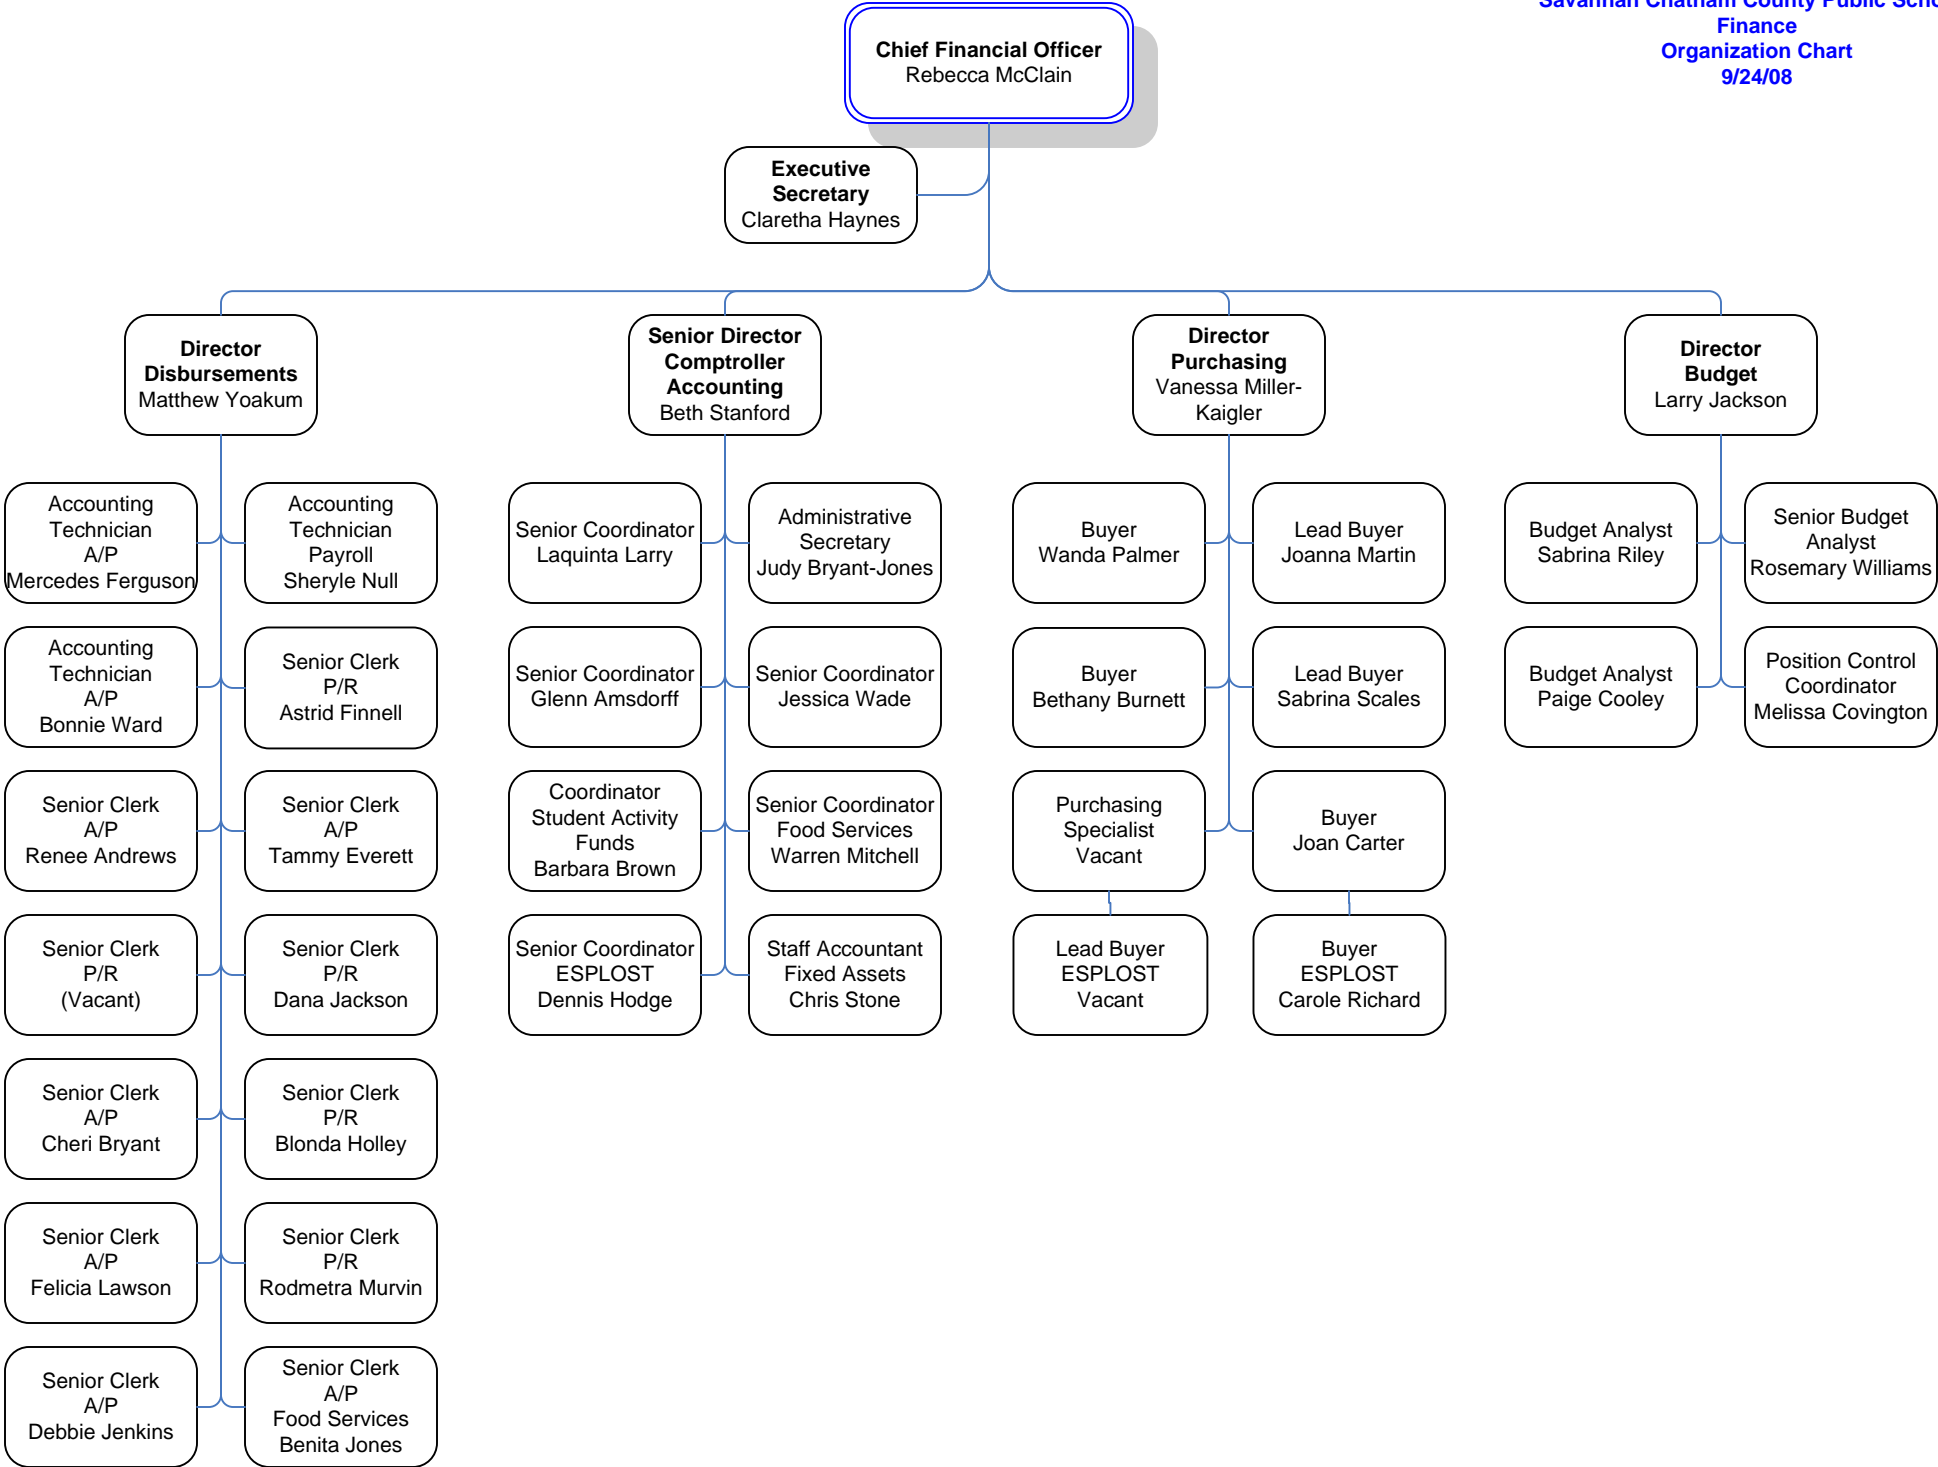 Savannah Chatham County Public
Finance
Organization Chart
9/24/08
Chief Financial Officer
Rebecca McClain
Executive
Secretary
Claretha Haynes
Director
Disbursements
Matthew Yoakum
Senior Director
Comptroller
Accounting
Beth Stanford
Director
Purchasing
Vanessa Miller-
Kaigler
Director
Budget
Larry Jackson
Accounting
Technician
A/P
Mercedes Ferguson
Accounting
Technician
Payroll
Sheryle Null
Senior Coordinator
Laquinta Larry
Administrative
Secretary
Judy Bryant-Jones
Buyer
Wanda Palmer
Lead Buyer
Joanna Martin
Budget Analyst
Sabrina Riley
Senior Budget
Analyst
Rosemary Williams
Accounting
Technician
A/P
Bonnie Ward
Senior Clerk
P/R
Astrid Finnell
Senior Coordinator
Glenn Amsdorff
Senior Coordinator
Jessica Wade
Buyer
Bethany Burnett
Lead Buyer
Sabrina Scales
Budget Analyst
Paige Cooley
Position Control
Coordinator
Melissa Covington
Senior Clerk
A/P
Renee Andrews
Senior Clerk
A/P
Tammy Everett
Coordinator
Student Activity
Funds
Barbara Brown
Senior Coordinator
Food Services
Warren Mitchell
Purchasing
Specialist
Vacant
Buyer
Joan Carter
Senior Clerk
P/R
(Vacant)
Senior Clerk
P/R
Dana Jackson
Senior Coordinator
ESPLOST
Dennis Hodge
Staff Accountant
Fixed Assets
Chris Stone
Lead Buyer
ESPLOST
Vacant
Buyer
ESPLOST
Carole Richard
Senior Clerk
A/P
Cheri Bryant
Senior Clerk
P/R
Blonda Holley
Senior Clerk
A/P
Felicia Lawson
Senior Clerk
P/R
Rodmetra Murvin
Senior Clerk
A/P
Debbie Jenkins
Senior Clerk
A/P
Food Services
Benita Jones